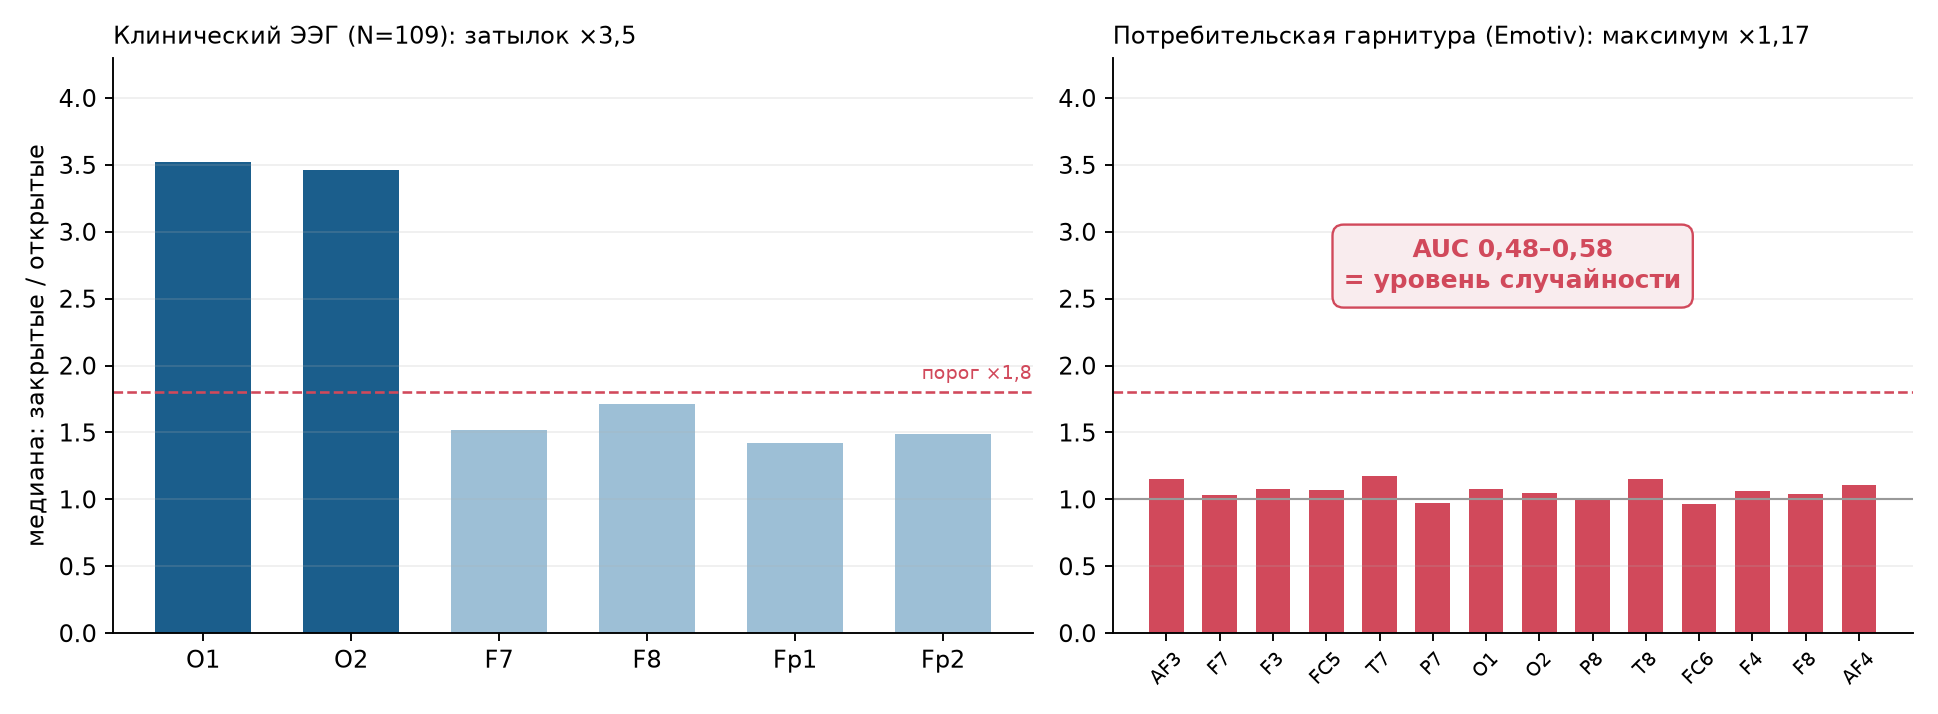 Клинический ЭЭГ (N=109): затылок ×3,5
медиана: закрытые / открытые
4.0
3.5
3.0
2.5
2.0
1.5
1.0
0.5
0.0
порог ×1,8
O1 O2 F7 F8 Fp1 Fp2
Потребительская гарнитура (Emotiv): максимум ×1,17
4.0
3.5
3.0
2.5
2.0
1.5
1.0
0.5
0.0
AUC 0,48–0,58
= уровень случайности
AF3 F7 F3 FC5 T7 P7 O1 O2 P8 T8 FC6 F4 F8 AF4